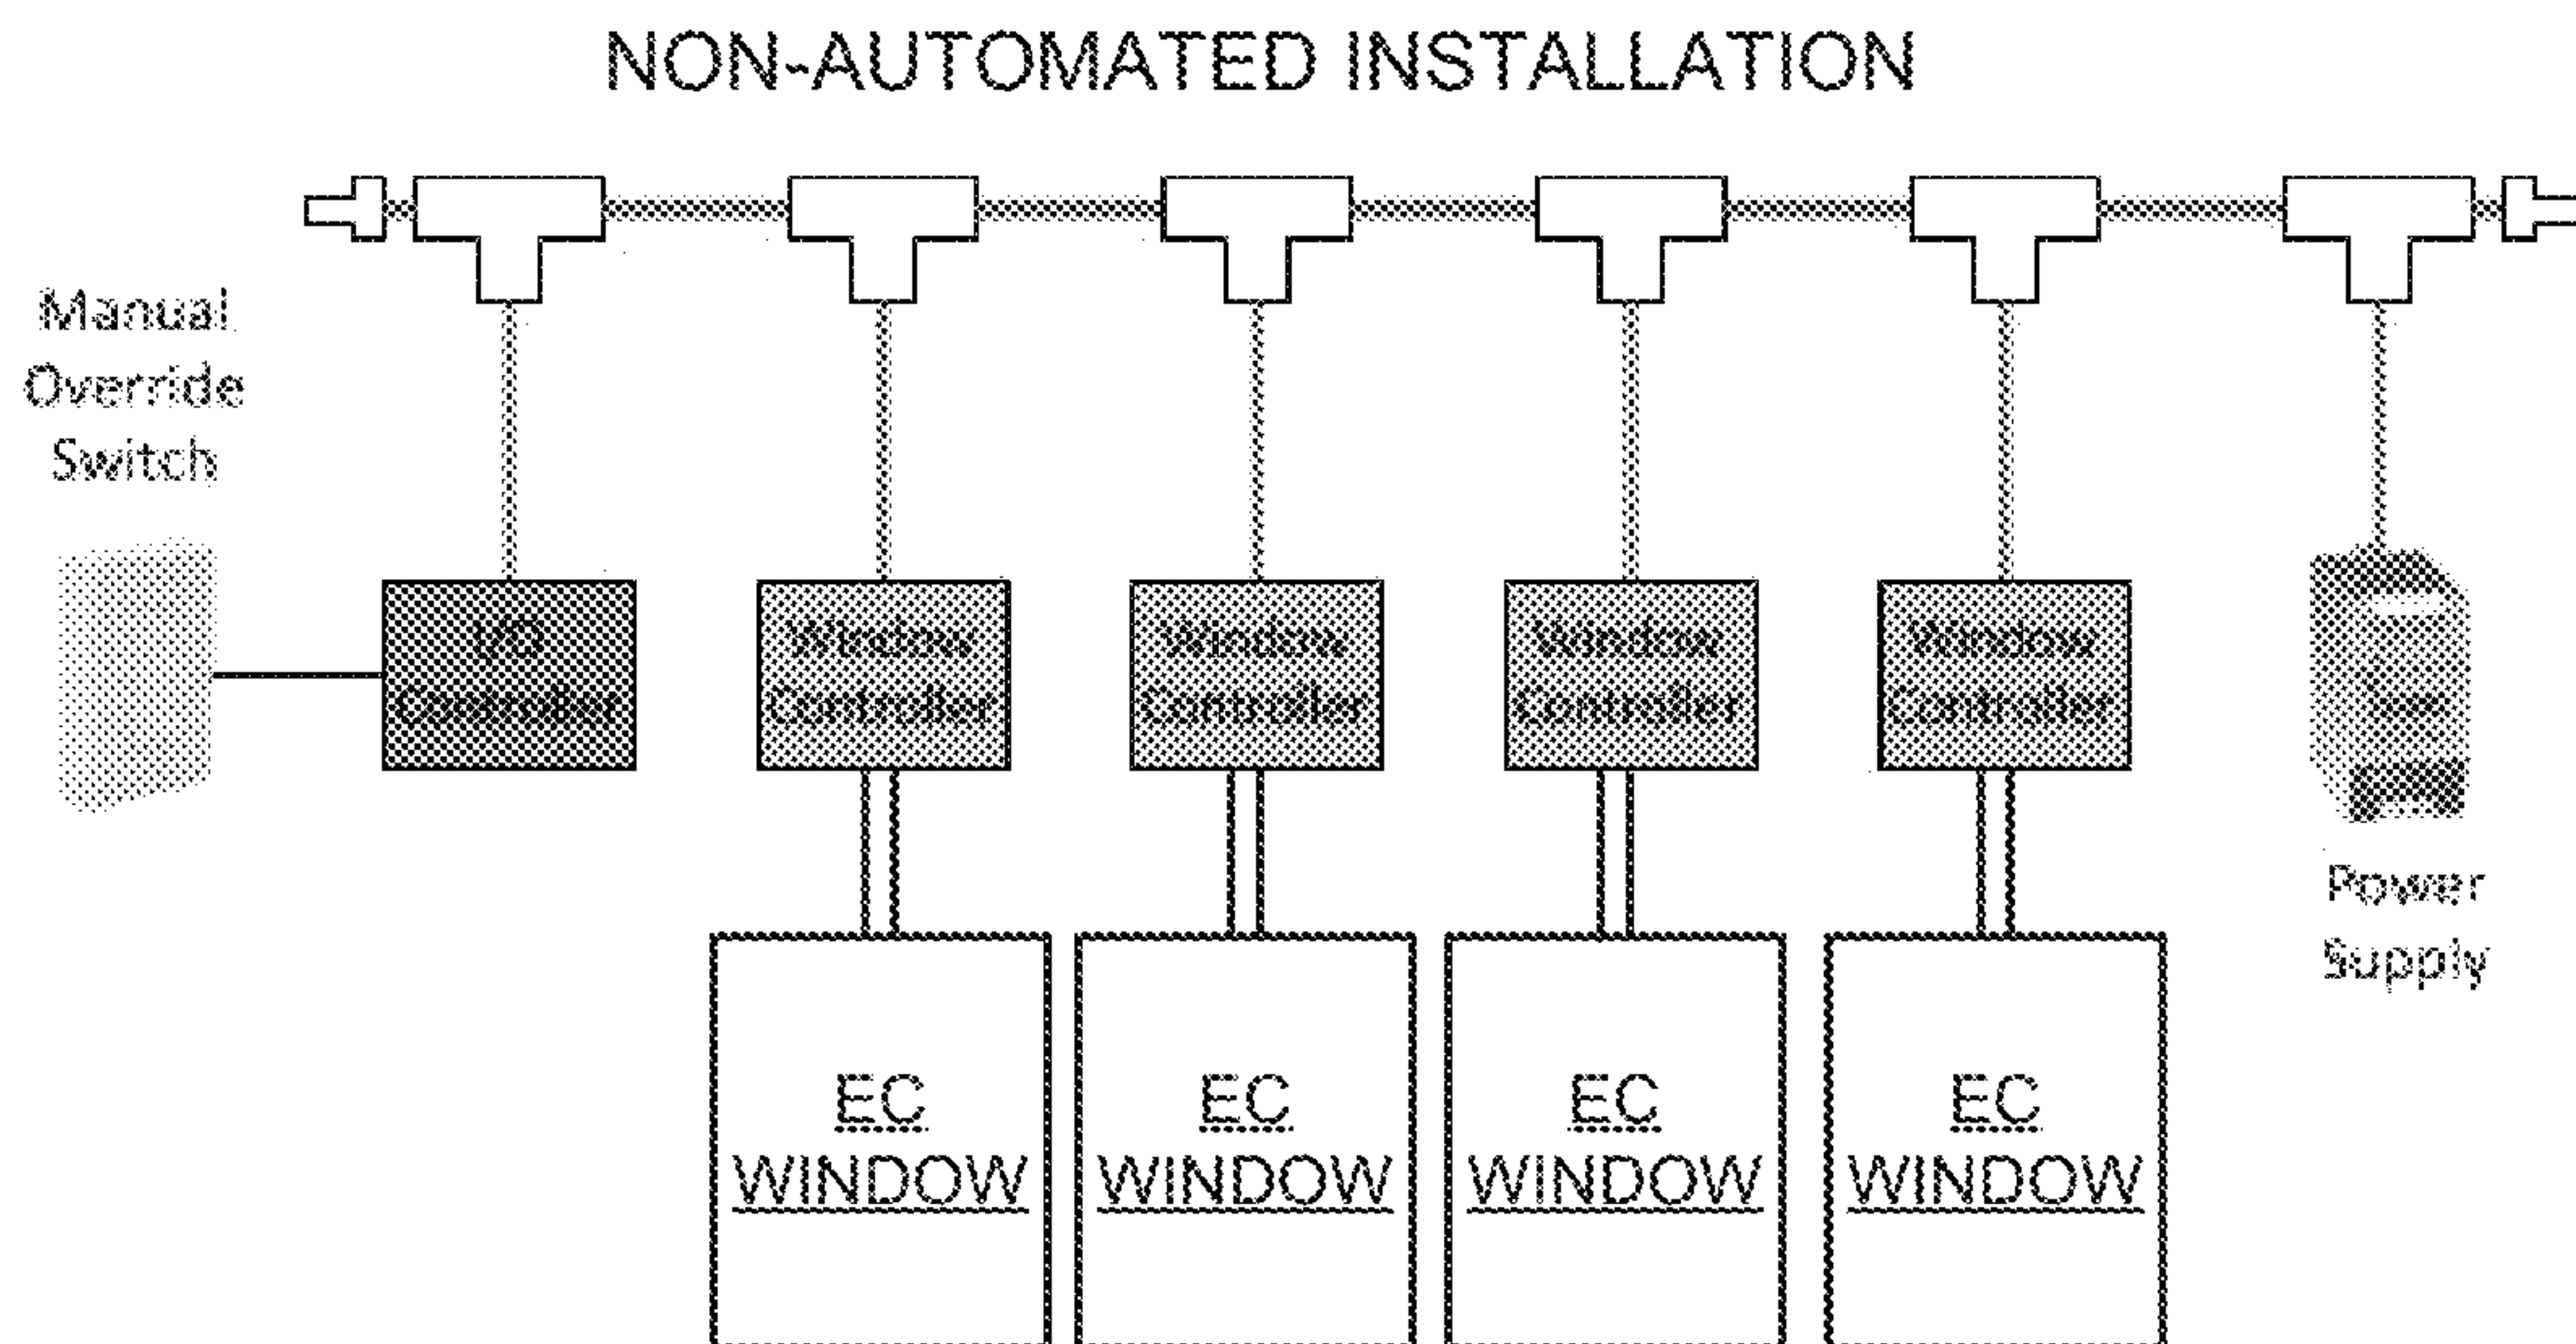 NON-AUTOMATED INSTALLATION
Manual
Override
Switch
I/O
Controller
Window
Controller
Window
Controller
Window
Controller
Window
Controller
Power
Supply
EC
WINDOW
EC
WINDOW
EC
WINDOW
EC
WINDOW